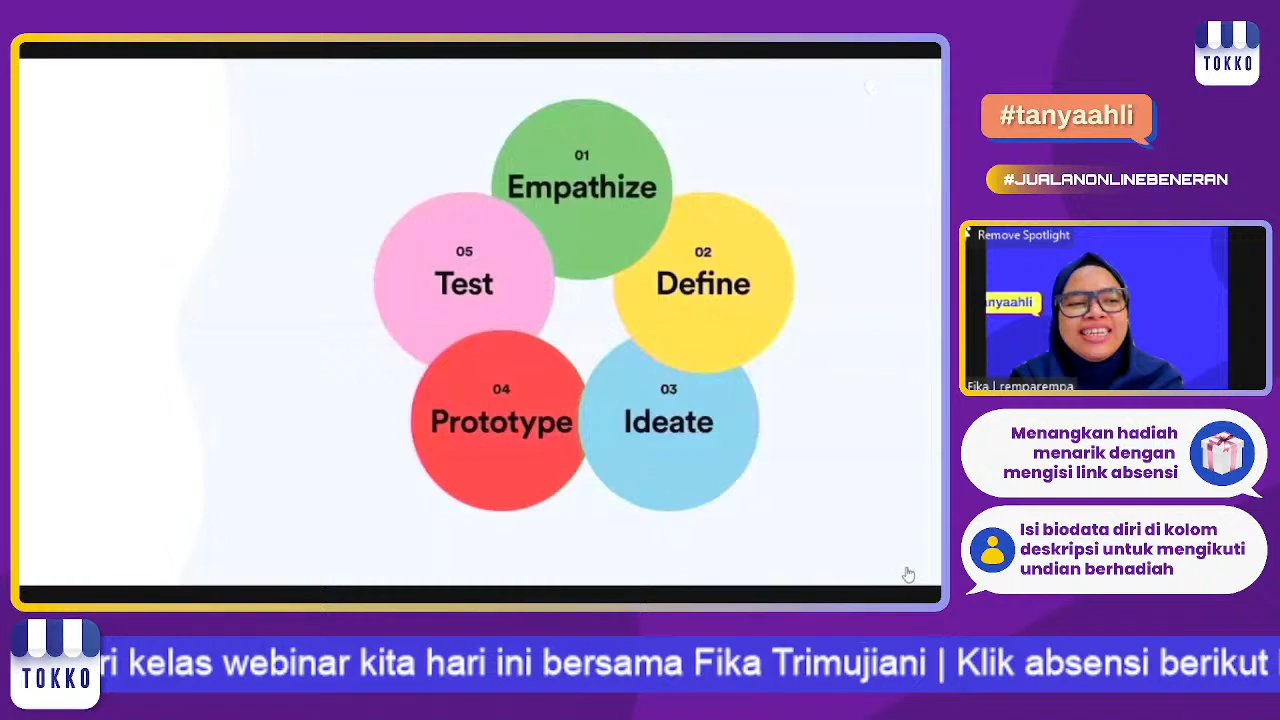 01
Empathize
02
Define
03
Ideate
04
Prototype
05
Test
TOKKO
#tanyaahli
#JUALANONLINEBENERAN
Remove Spotlight
anyaahli
Fika | remparempa
Menangkan hadiah
menarik dengan
mengisi link absensi
Isi biodata diri di kolom
deskripsi untuk mengikuti
undian berhadiah
TOKKO
ri kelas webinar kita hari ini bersama Fika Trimujiani | Klik absensi berikut